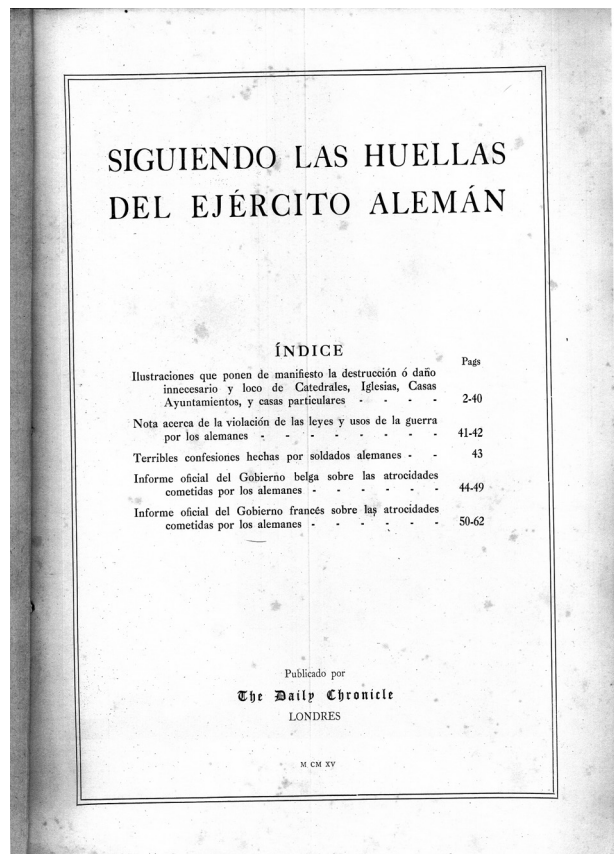 SIGUIENDO LAS HUELLAS
DEL EJÉRCITO ALEMÁN
ÍNDICE
Pags
Ilustraciones que ponen de manifiesto la destrucción ó daño
innecesario y loco de Catedrales, Iglesias, Casas
Ayuntamientos, y casas particulares - - - - 2-40
Nota acerca de la violación de las leyes y usos de la guerra
por los alemanes - - - - - - - - 41-42
Terribles confesiones hechas por soldados alemanes - - 43
Informe oficial del Gobierno belga sobre las atrocidades
cometidas por los alemanes - - - - - - 44-49
Informe oficial del Gobierno francés sobre las atrocidades
cometidas por los alemanes - - - - - - 50-62
Publicado por
The Daily Chronicle
LONDRES
M CM XV